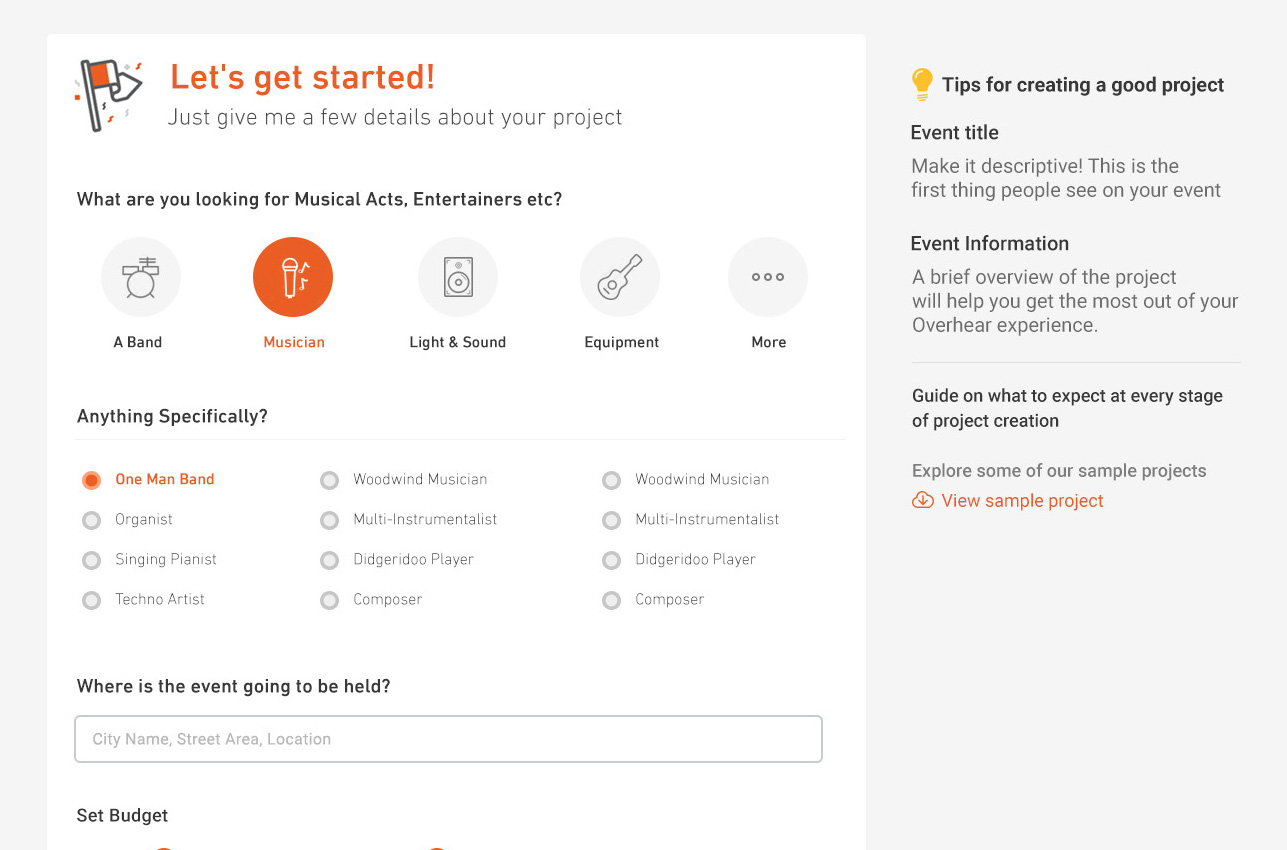 Let's get started!
Just give me a few details about your project
What are you looking for Musical Acts, Entertainers etc?
A Band
Musician
Light & Sound
Equipment
More
Anything Specifically?
One Man Band
Woodwind Musician
Woodwind Musician
Organist
Multi-Instrumentalist
Multi-Instrumentalist
Singing Pianist
Didgeridoo Player
Didgeridoo Player
Techno Artist
Composer
Composer
Where is the event going to be held?
City Name, Street Area, Location
Set Budget
Tips for creating a good project
Event title
Make it descriptive! This is the
first thing people see on your event
Event Information
A brief overview of the project
will help you get the most out of your
Overhear experience.
Guide on what to expect at every stage
of project creation
Explore some of our sample projects
View sample project